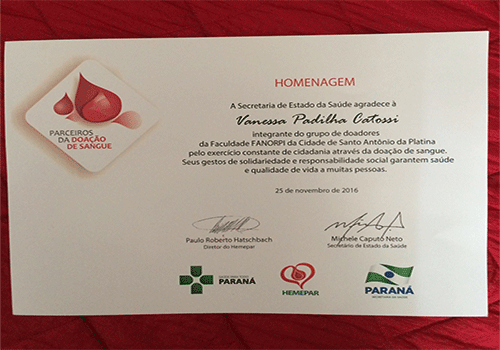 HOMENAGEM
A Secretaria de Estado da Saúde agradece à
Vanessa Padilha Catossi
integrante do grupo de doadores
da Faculdade FANORPI da Cidade de Santo Antônio da Platina
pelo exercício constante de cidadania através da doação de sangue.
Seus gestos de solidariedade e responsabilidade social garantem saúde
e qualidade de vida a muitas pessoas.
25 de novembro de 2016
PARCEIROS
DA DOAÇÃO
DE SANGUE
Paulo Roberto Hatschbach
Diretor do Hemepar
Michele Caputo Neto
Secretário de Estado da Saúde
PARANÁ
HEMEPAR
PARANÁ
SECRETARIA DA SAÚDE